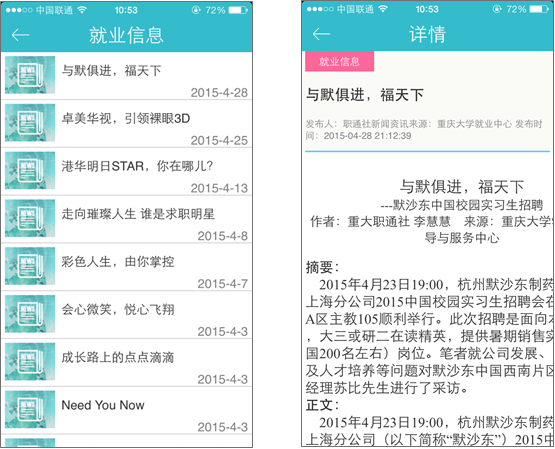 中国联通 10:53 72%
就业信息
NEWS 与默俱进，福天下
2015-4-28
NEWS 卓美华视，引领裸眼3D
2015-4-25
NEWS 港华明日STAR，你在哪儿?
2015-4-13
NEWS 走向璀璨人生 谁是求职明星
2015-4-8
NEWS 彩色人生，由你掌控
2015-4-7
NEWS 会心微笑，悦心飞翔
2015-4-3
NEWS 成长路上的点点滴滴
2015-4-3
NEWS Need You Now
2015-4-3
中国联通 10:53 72%
详情
就业信息
与默俱进，福天下
发布人：职通社新闻资讯来源：重庆大学就业中心 发布时
间：2015-04-28 21:12:39
与默俱进，福天下
---默沙东中国校园实习生招聘
作者：重大职通社 李慧慧 来源：重庆大学
导与服务中心
摘要：
2015年4月23日19:00，杭州默沙东制药
上海分公司2015中国校园实习生招聘会在
A区主教105顺利举行。此次招聘是面向
，大三或研二在读精英，提供暑期销售实
国200名左右）岗位。笔者就公司发展、
及人才培养等问题对默沙东中国西南片区
经理苏比先生进行了采访。
正文：
2015年4月23日19:00，杭州默沙东制药
上海分公司（以下简称“默沙东”）2015中